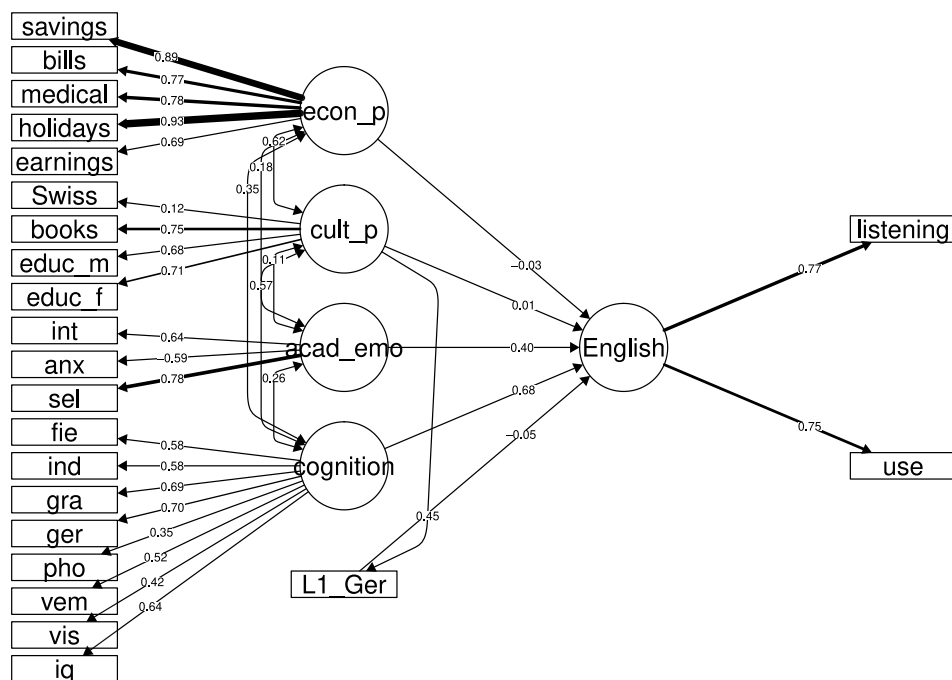 savings
bills
medical
holidays
earnings
Swiss
books
educ_m
educ_f
int
anx
sel
fie
ind
gra
ger
pho
vem
vis
iq
0.89
0.77
0.78
0.93
0.69
0.12
0.75
0.68
0.71
0.64
−0.59
0.78
0.58
0.58
0.69
0.70
0.35
0.52
0.42
0.64
econ_p
cult_p
acad_emo
cognition
L1_Ger
0.62
0.18
0.35
0.11
0.57
0.26
−0.03
0.01
0.40
0.68
−0.05
0.45
English
0.77
0.75
listening
use